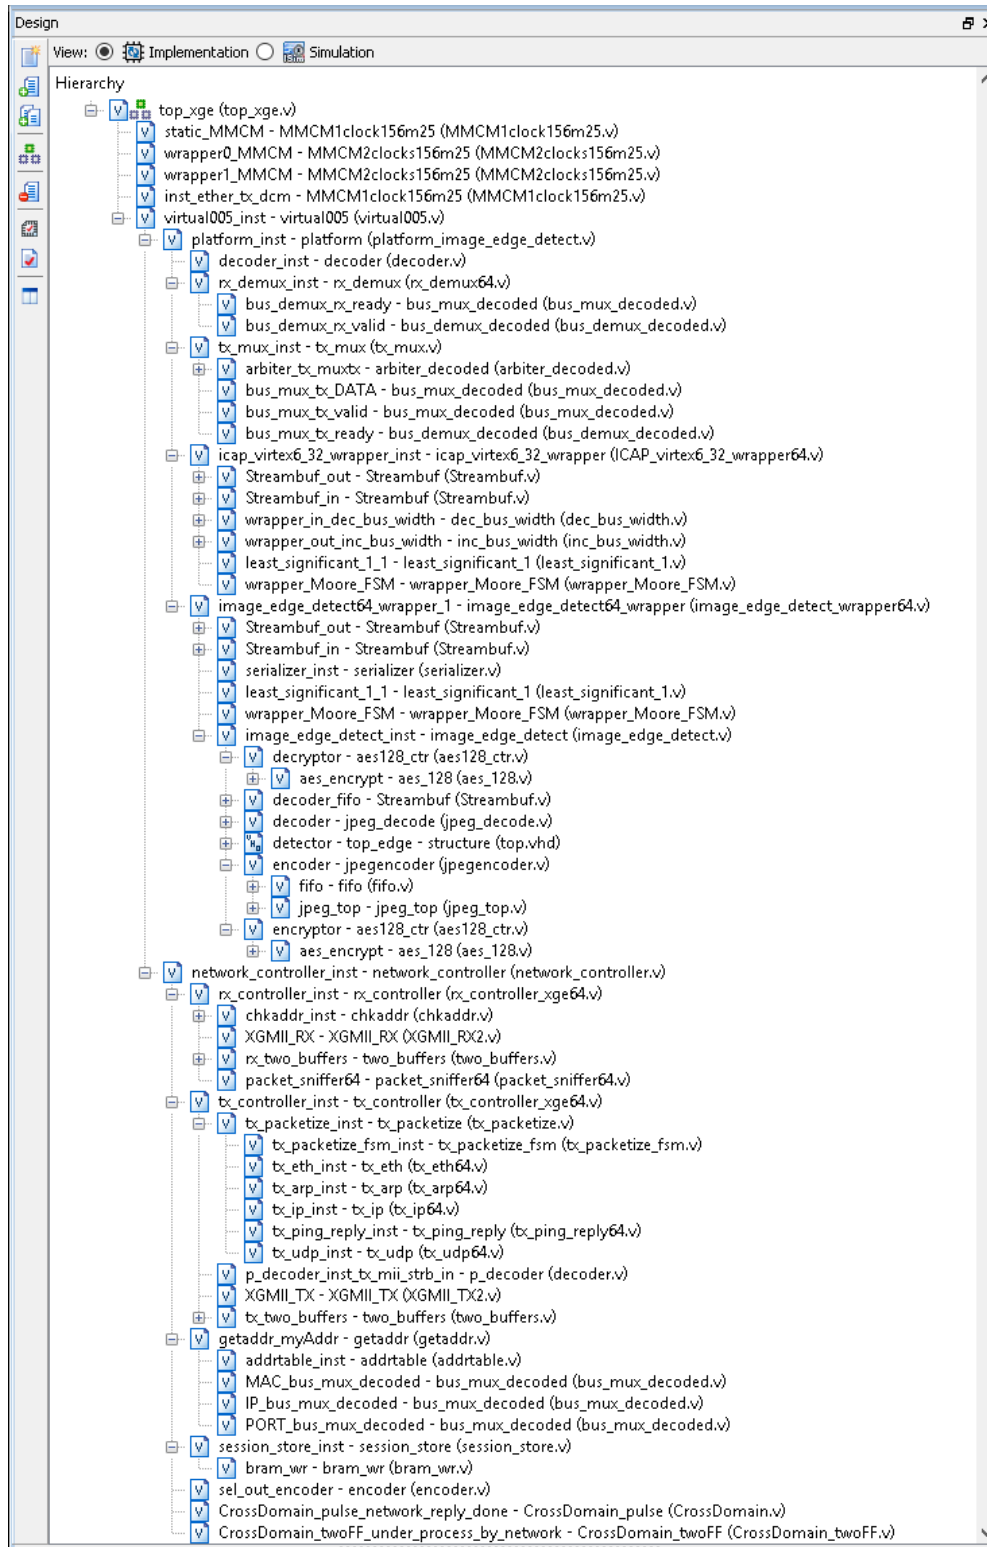 Design
View: Implementation Simulation
Hierarchy
top_xge (top_xge.v)
static_MMCM - MMCM1clock156m25 (MMCM1clock156m25.v)
wrapper0_MMCM - MMCM2clocks156m25 (MMCM2clocks156m25.v)
wrapper1_MMCM - MMCM2clocks156m25 (MMCM2clocks156m25.v)
inst_ether_tx_dcm - MMCM1clock156m25 (MMCM1clock156m25.v)
virtual005_inst - virtual005 (virtual005.v)
platform_inst - platform (platform_image_edge_detect.v)
decoder_inst - decoder (decoder.v)
rx_demux_inst - rx_demux (rx_demux64.v)
bus_demux_rx_ready - bus_mux_decoded (bus_mux_decoded.v)
bus_demux_rx_valid - bus_demux_decoded (bus_demux_decoded.v)
tx_mux_inst - tx_mux (tx_mux.v)
arbiter_tx_muxtx - arbiter_decoded (arbiter_decoded.v)
bus_mux_tx_DATA - bus_mux_decoded (bus_mux_decoded.v)
bus_mux_tx_valid - bus_mux_decoded (bus_mux_decoded.v)
bus_mux_tx_ready - bus_demux_decoded (bus_demux_decoded.v)
icap_virtex6_32_wrapper_inst - icap_virtex6_32_wrapper (ICAP_virtex6_32_wrapper64.v)
Streambuf_out - Streambuf (Streambuf.v)
Streambuf_in - Streambuf (Streambuf.v)
wrapper_in_dec_bus_width - dec_bus_width (dec_bus_width.v)
wrapper_out_inc_bus_width - inc_bus_width (inc_bus_width.v)
least_significant_1_1 - least_significant_1 (least_significant_1.v)
wrapper_Moore_FSM - wrapper_Moore_FSM (wrapper_Moore_FSM.v)
image_edge_detect64_wrapper_1 - image_edge_detect64_wrapper (image_edge_detect_wrapper64.v)
Streambuf_out - Streambuf (Streambuf.v)
Streambuf_in - Streambuf (Streambuf.v)
serializer_inst - serializer (serializer.v)
least_significant_1_1 - least_significant_1 (least_significant_1.v)
wrapper_Moore_FSM - wrapper_Moore_FSM (wrapper_Moore_FSM.v)
image_edge_detect_inst - image_edge_detect (image_edge_detect.v)
decryptor - aes128_ctr (aes128_ctr.v)
aes_encrypt - aes_128 (aes_128.v)
decoder_fifo - Streambuf (Streambuf.v)
decoder - jpeg_decode (jpeg_decode.v)
detector - top_edge - structure (top.vhd)
encoder - jpegencoder (jpegencoder.v)
fifo - fifo (fifo.v)
jpeg_top - jpeg_top (jpeg_top.v)
encryptor - aes128_ctr (aes128_ctr.v)
aes_encrypt - aes_128 (aes_128.v)
network_controller_inst - network_controller (network_controller.v)
rx_controller_inst - rx_controller (rx_controller_xge64.v)
chkaddr_inst - chkaddr (chkaddr.v)
XGMII_RX - XGMII_RX (XGMII_RX2.v)
rx_two_buffers - two_buffers (two_buffers.v)
packet_sniffer64 - packet_sniffer64 (packet_sniffer64.v)
tx_controller_inst - tx_controller (tx_controller_xge64.v)
tx_packetize_inst - tx_packetize (tx_packetize.v)
tx_packetize_fsm_inst - tx_packetize_fsm (tx_packetize_fsm.v)
tx_eth_inst - tx_eth (tx_eth64.v)
tx_arp_inst - tx_arp (tx_arp64.v)
tx_ip_inst - tx_ip (tx_ip64.v)
tx_ping_reply_inst - tx_ping_reply (tx_ping_reply64.v)
tx_udp_inst - tx_udp (tx_udp64.v)
p_decoder_inst_tx_mii_strb_in - p_decoder (decoder.v)
XGMII_TX - XGMII_TX (XGMII_TX2.v)
tx_two_buffers - two_buffers (two_buffers.v)
getaddr_myAddr - getaddr (getaddr.v)
addrtable_inst - addrtable (addrtable.v)
MAC_bus_mux_decoded - bus_mux_decoded (bus_mux_decoded.v)
IP_bus_mux_decoded - bus_mux_decoded (bus_mux_decoded.v)
PORT_bus_mux_decoded - bus_mux_decoded (bus_mux_decoded.v)
session_store_inst - session_store (session_store.v)
bram_wr - bram_wr (bram_wr.v)
sel_out_encoder - encoder (encoder.v)
CrossDomain_pulse_network_reply_done - CrossDomain_pulse (CrossDomain.v)
CrossDomain_twoFF_under_process_by_network - CrossDomain_twoFF (CrossDomain_twoFF.v)